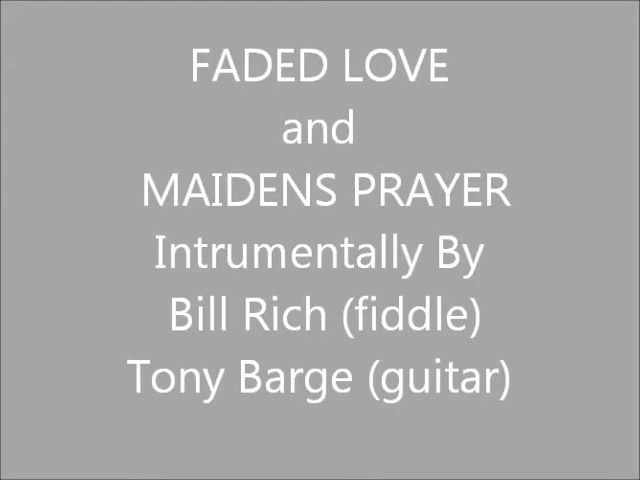 FADED LOVE
and
MAIDENS PRAYER
Intrumentally By
Bill Rich (fiddle)
Tony Barge (guitar)